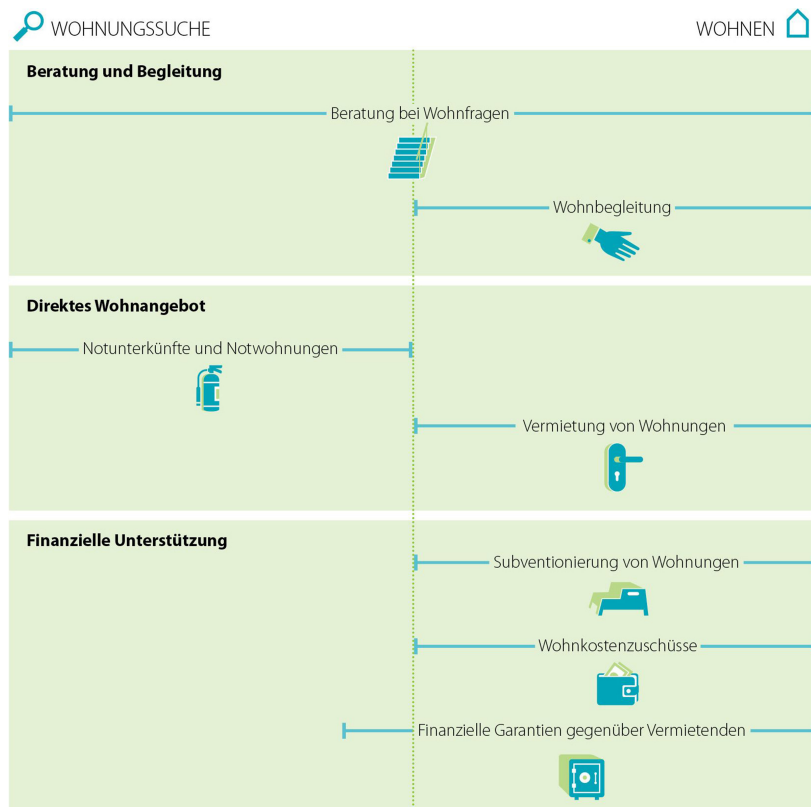 WOHNUNGSSUCHE
WOHNEN
Beratung und Begleitung
Beratung bei Wohnfragen
Wohnbegleitung
Direktes Wohnangebot
Notunterkünfte und Notwohnungen
Vermietung von Wohnungen
Finanzielle Unterstützung
Subventionierung von Wohnungen
Wohnkostenzuschüsse
Finanzielle Garantien gegenüber Vermietenden